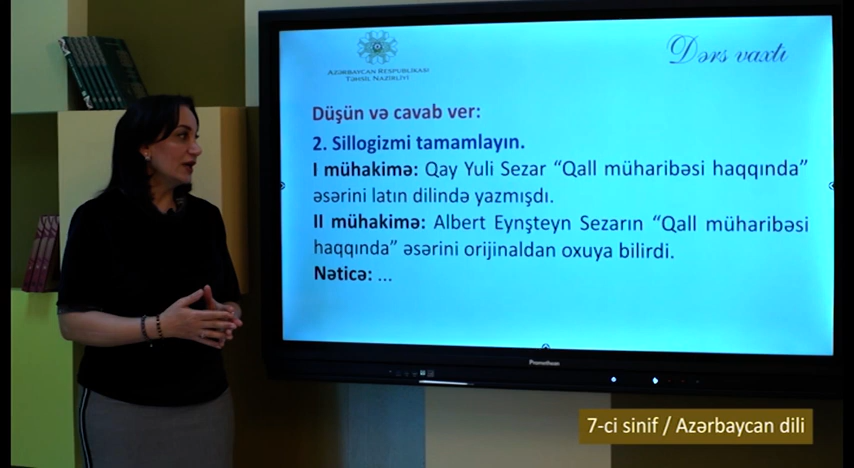 Azərbaycan Respublikası
Təhsil Nazirliyi
Dərs vaxtı
Düşün və cavab ver:
2. Sillogizmi tamamlayın.
I mühakimə: Qay Yuli Sezar “Qall müharibəsi haqqında”
əsərini latın dilində yazmışdı.
II mühakimə: Albert Eynşteyn Sezarın “Qall müharibəsi
haqqında” əsərini orijinaldan oxuya bilirdi.
Nəticə: ...
Promethean
7-ci sinif / Azərbaycan dili